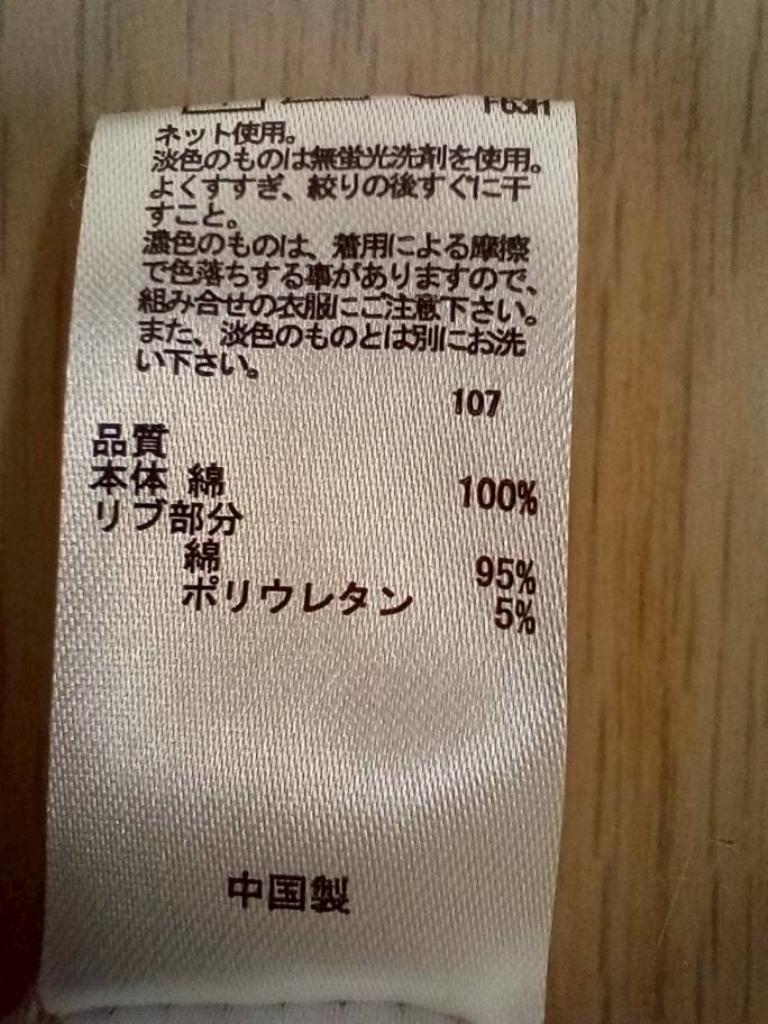 ネット使用。
淡色のものは無蛍光洗剤を使用。
よくすすぎ、絞りの後すぐに干
すこと。
濃色のものは、着用による摩擦
で色落ちする事がありますので、
組み合せの衣服にご注意下さい。
また、淡色のものとは別にお洗
い下さい。
107
品質
本体 綿 100%
リブ部分
綿 95%
ポリウレタン 5%
中国製